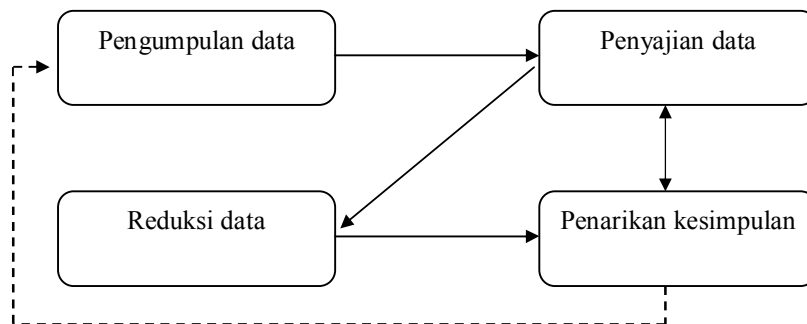 Pengumpulan data
Penyajian data
Reduksi data
Penarikan kesimpulan